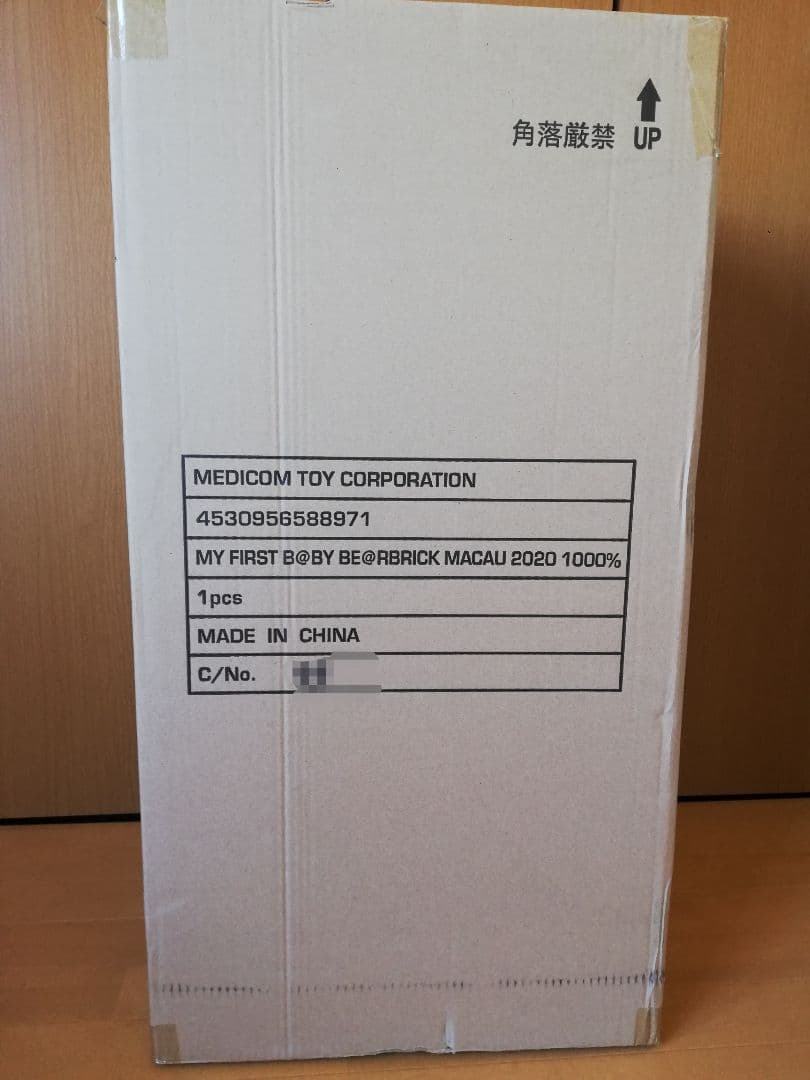 角落厳禁 UP
MEDICOM TOY CORPORATION
4530956588971
MY FIRST B@BY BE@RBRICK MACAU 2020 1000%
1pcs
MADE IN CHINA
C/No.